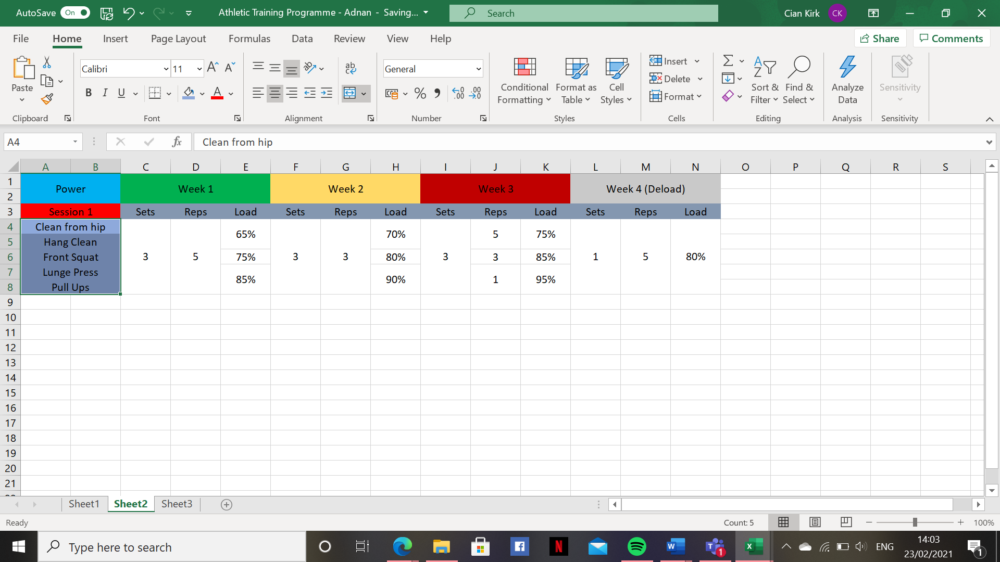 AutoSave On Athletic Training Programme - Adnan - Saving... Search Cian Kirk CK
File Home Insert Page Layout Formulas Data Review View Help Share Comments
Calibri 11 A A ab General Insert Σ A
Paste Delete Z
B I U A % Conditional Format as Cell Format Sort & Find & Analyze Sensitivity
Formatting Table Styles Filter Select Data
Clipboard Font Alignment Number Styles Cells Editing Analysis Sensitivity
A4 fx Clean from hip
A B C D E F G H I J K L M N O P Q R S
1 Power Week 1 Week 2 Week 3 Week 4 (Deload)
2
3 Session 1 Sets Reps Load Sets Reps Load Sets Reps Load Sets Reps Load
4 Clean from hip 65% 70% 5 75%
5 Hang Clean
6 Front Squat 3 5 75% 3 3 80% 3 3 85% 1 5 80%
7 Lunge Press 85% 90% 1 95%
8 Pull Ups
9
10
11
12
13
14
15
16
17
18
19
20
21
Sheet1 Sheet2 Sheet3
Ready Count: 5 100%
Type here to search ENG 14:03
23/02/2021 1